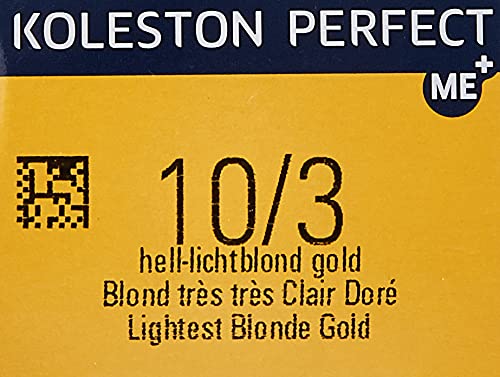 KOLESTON PERFECT
ME+
10/3
hell-lichtblond gold
Blond très très Clair Doré
Lightest Blonde Gold